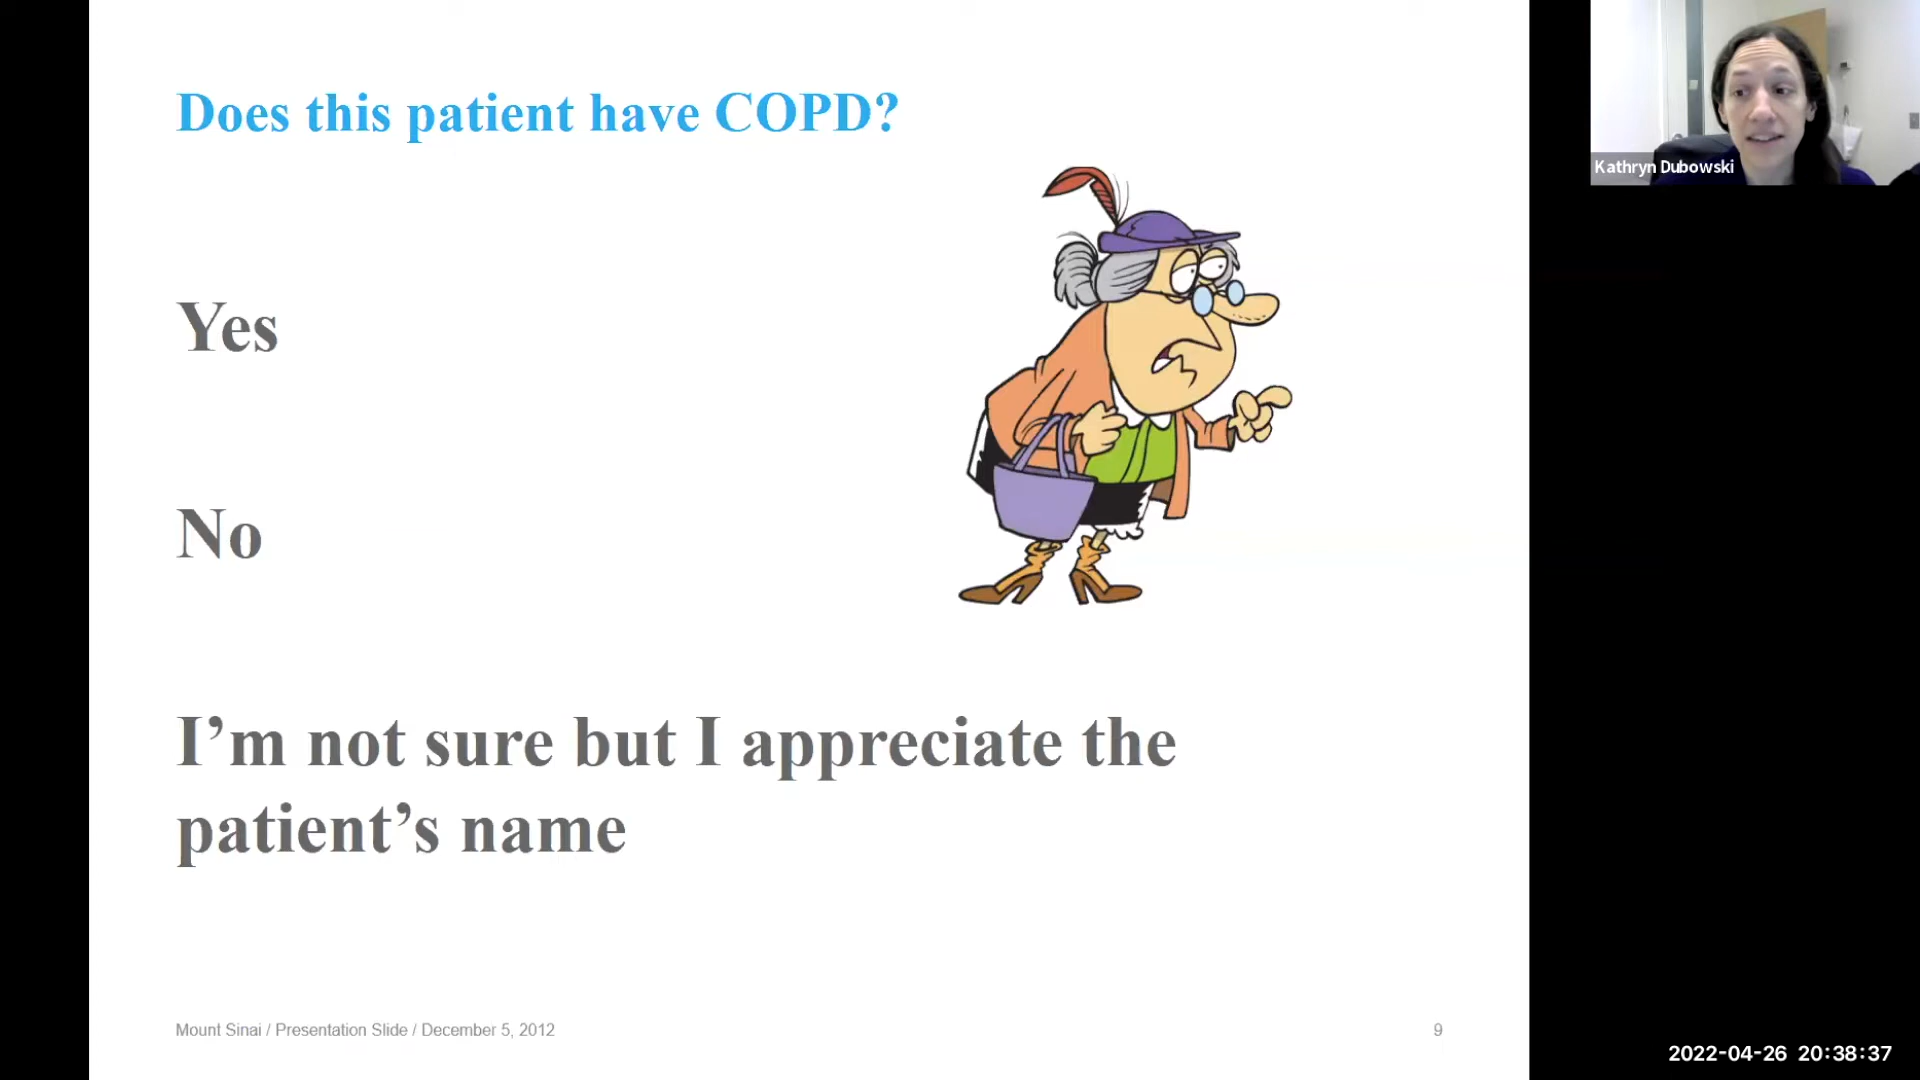 Does this patient have COPD?
Kathryn Dubowski
Yes
No
I’m not sure but I appreciate the
patient’s name
Mount Sinai / Presentation Slide / December 5, 2012
9
2022-04-26 20:38:37